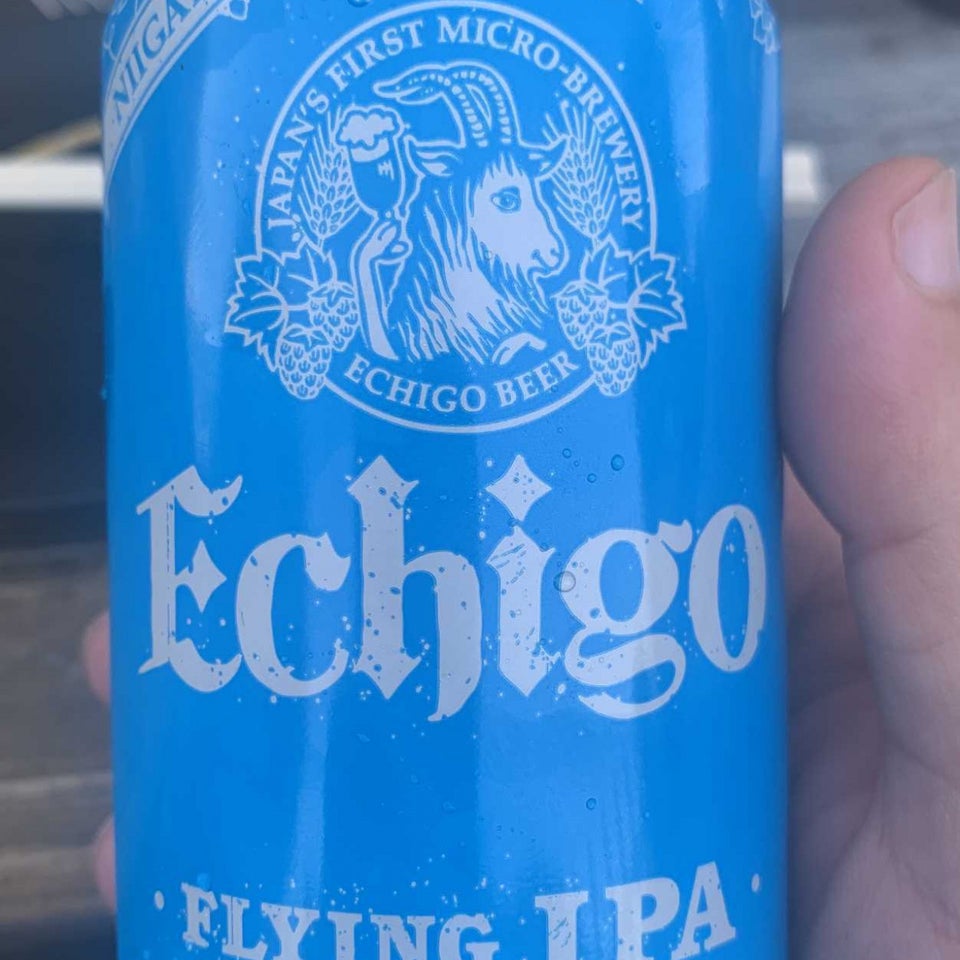 JAPAN'S FIRST MICRO-BREWERY
ECHIGO BEER
Echigo
· FLYING IPA ·